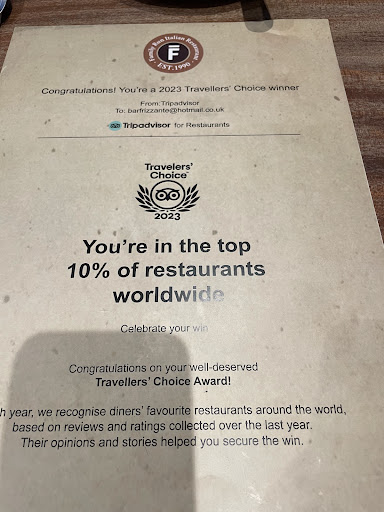 Family Run Italian Restaurant
F
EST. 1990
Congratulations! You're a 2023 Travellers' Choice winner
From: Tripadvisor
To: barfrizzante@hotmail.co.uk
Tripadvisor for Restaurants
Travelers'
Choice
2023
You're in the top
10% of restaurants
worldwide
Celebrate your win
Congratulations on your well-deserved
Travellers' Choice Award!
h year, we recognise diners' favourite restaurants around the world,
based on reviews and ratings collected over the last year.
Their opinions and stories helped you secure the win.